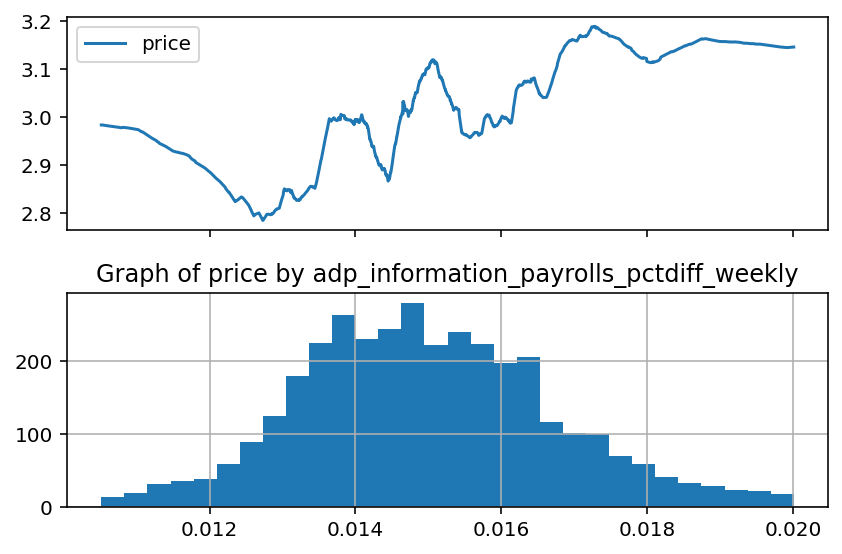 3.2
price
3.1
3.0
2.9
2.8
Graph of price by adp_information_payrolls_pctdiff_weekly
200
100
0
0.012 0.014 0.016 0.018 0.020